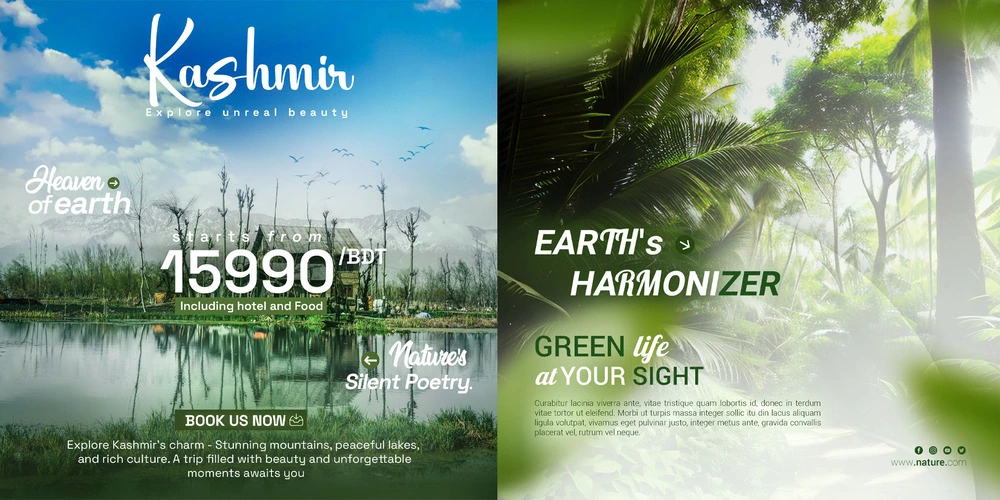 Kashmir
Explore unreal beauty
Heaven
of earth
starts from
15990/BDT
Including hotel and Food
Nature's
Silent Poetry.
BOOK US NOW
Explore Kashmir's charm - Stunning mountains, peaceful lakes,
and rich culture. A trip filled with beauty and unforgettable
moments awaits you
EARTH's
HARMONIZER
GREEN life
at YOUR SIGHT
Curabitur lacinia viverra ante, vitae tristique quam lobortis id, donec in terdum
vitae tortor ut eleifend. Morbi ut turpis massa integer sollic itu din lacus aliquam
ligula volutpat, vivamus eget pulvinar justo, integer metus ante, gravida convallis
placerat vel, rutrum vel neque.
www.nature.com